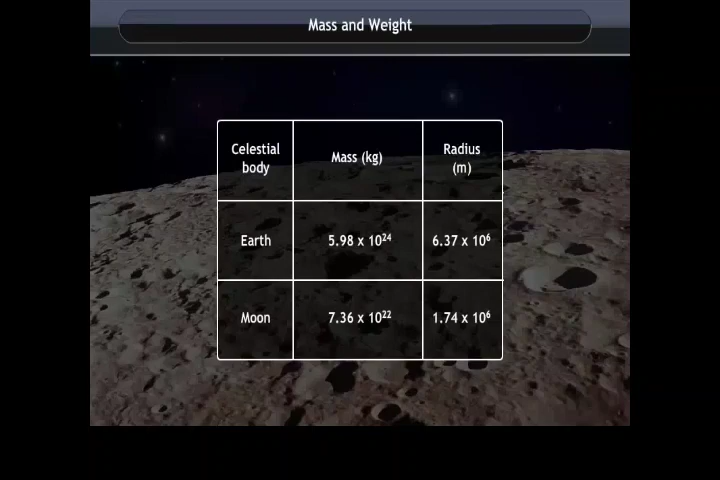 Mass and Weight
Celestial body
Mass (kg)
Radius (m)
Earth
5.98 x 10²⁴
6.37 x 10⁶
Moon
7.36 x 10²²
1.74 x 10⁶